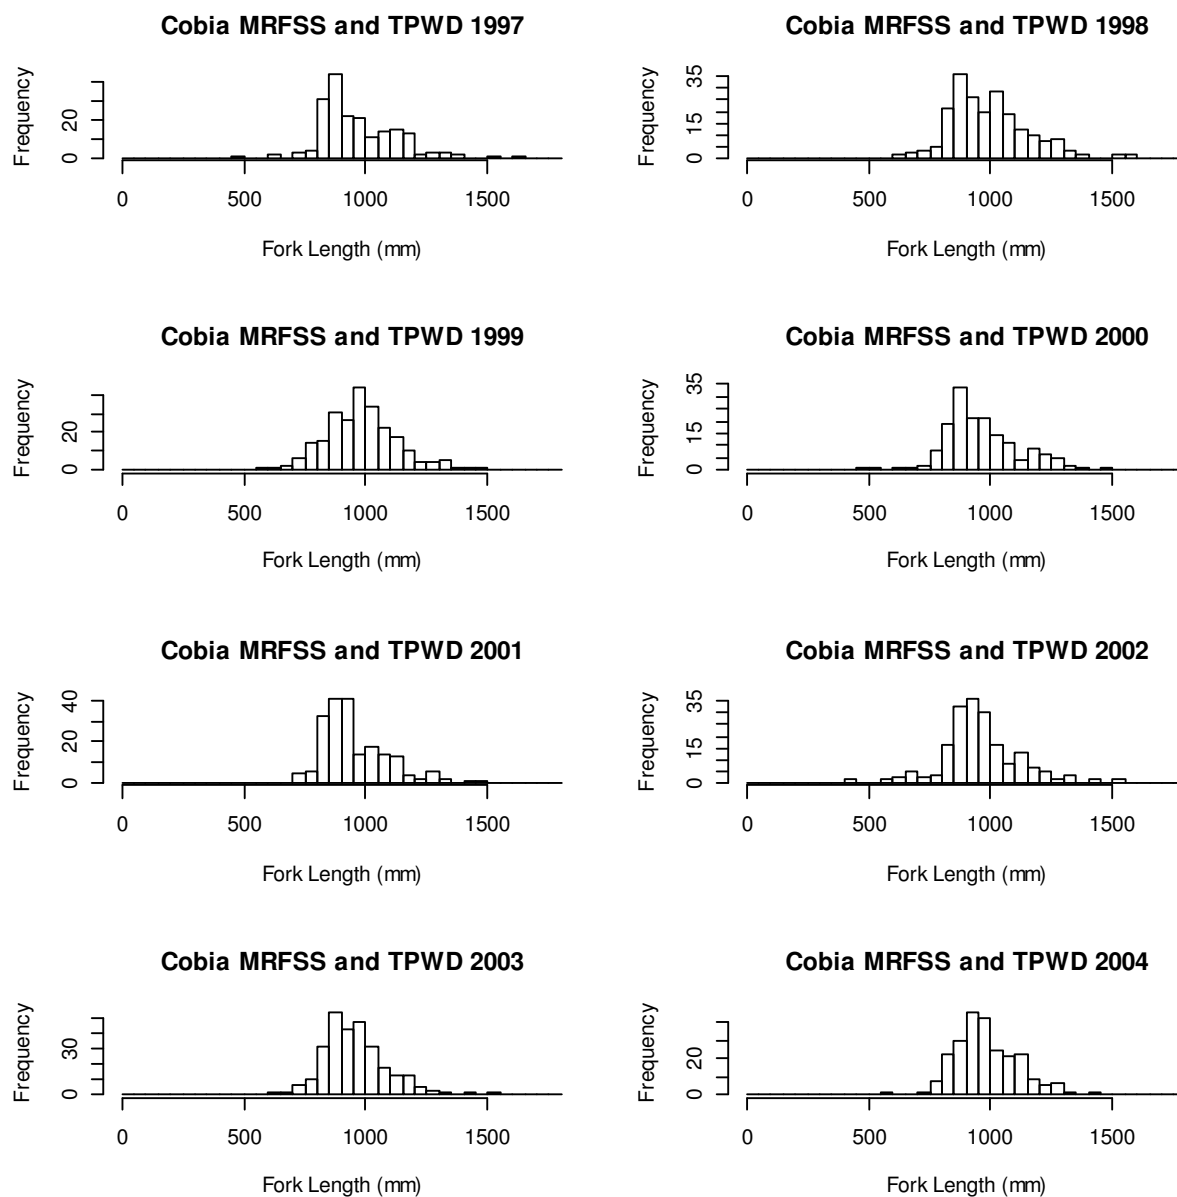 Cobia MRFSS and TPWD 1997
Frequency
20
0
0 500 1000 1500
Fork Length (mm)
Cobia MRFSS and TPWD 1998
Frequency
35
15
0
0 500 1000 1500
Fork Length (mm)
Cobia MRFSS and TPWD 1999
Frequency
20
0
0 500 1000 1500
Fork Length (mm)
Cobia MRFSS and TPWD 2000
Frequency
35
15
0
0 500 1000 1500
Fork Length (mm)
Cobia MRFSS and TPWD 2001
Frequency
40
20
0
0 500 1000 1500
Fork Length (mm)
Cobia MRFSS and TPWD 2002
Frequency
35
15
0
0 500 1000 1500
Fork Length (mm)
Cobia MRFSS and TPWD 2003
Frequency
30
0
0 500 1000 1500
Fork Length (mm)
Cobia MRFSS and TPWD 2004
Frequency
20
0
0 500 1000 1500
Fork Length (mm)